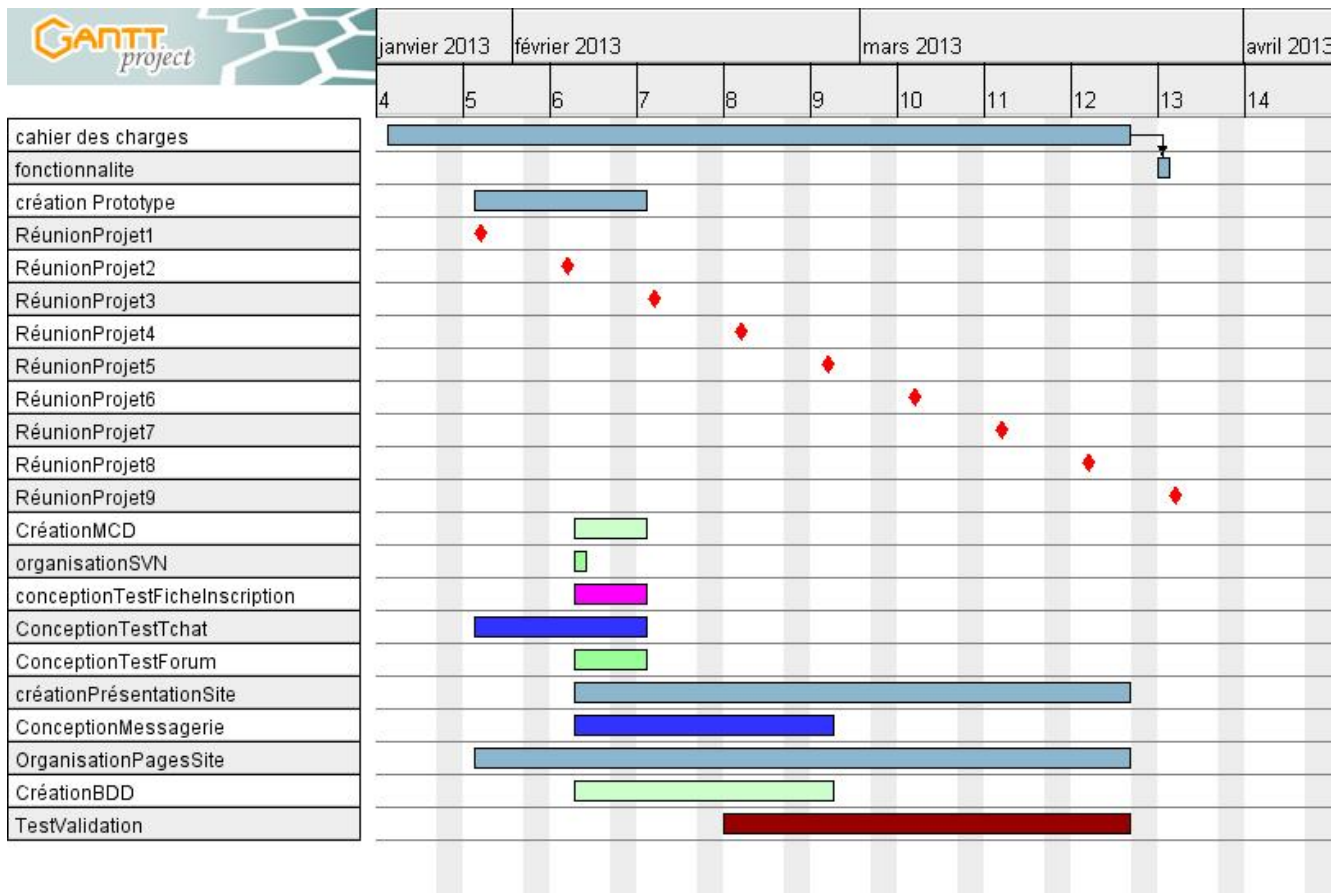 GANTT
project
janvier 2013 février 2013 mars 2013 avril 2013
4 5 6 7 8 9 10 11 12 13 14
cahier des charges
fonctionnalite
création Prototype
RéunionProjet1
RéunionProjet2
RéunionProjet3
RéunionProjet4
RéunionProjet5
RéunionProjet6
RéunionProjet7
RéunionProjet8
RéunionProjet9
CréationMCD
organisationSVN
conceptionTestFicheInscription
ConceptionTestTchat
ConceptionTestForum
créationPrésentationSite
ConceptionMessagerie
OrganisationPagesSite
CréationBDD
TestValidation